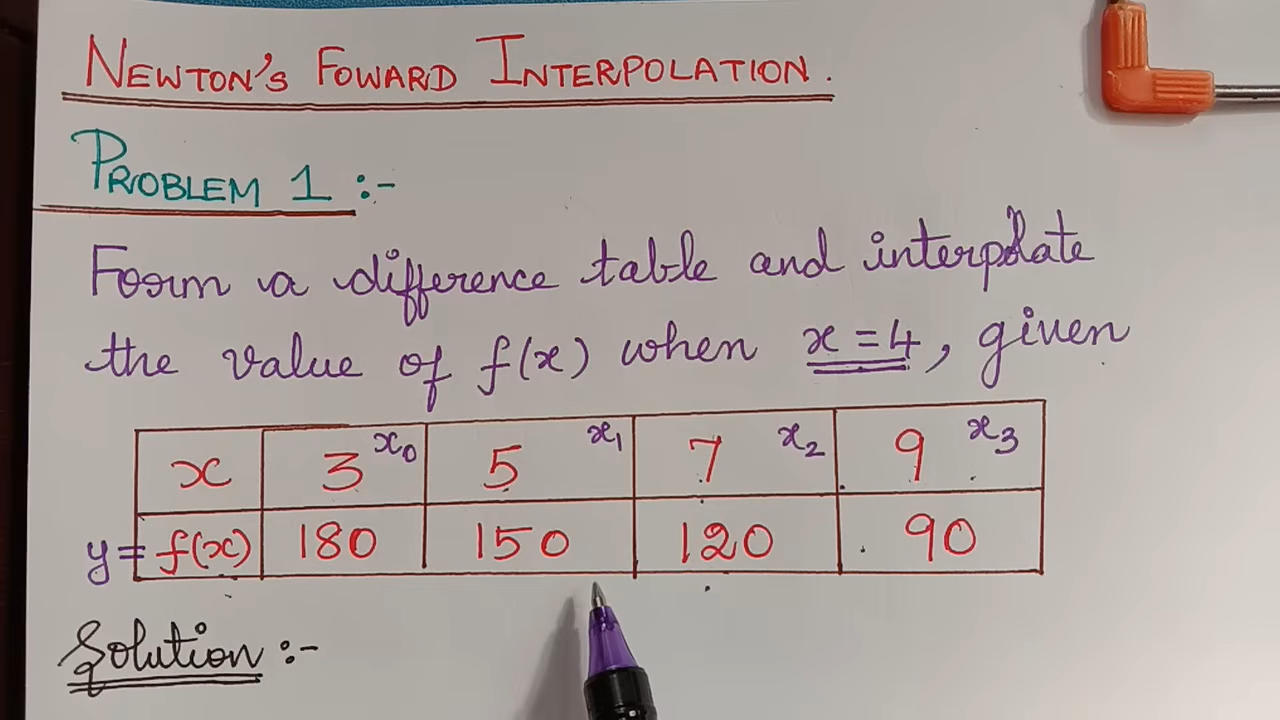 NEWTON'S FOWARD INTERPOLATION.
PROBLEM 1 :-
Form a difference table and interpolate
the value of f(x) when x = 4, given
x 3 x₀ 5 x₁ 7 x₂ 9 x₃
y = f(x) 180 150 120 90
Solution :-